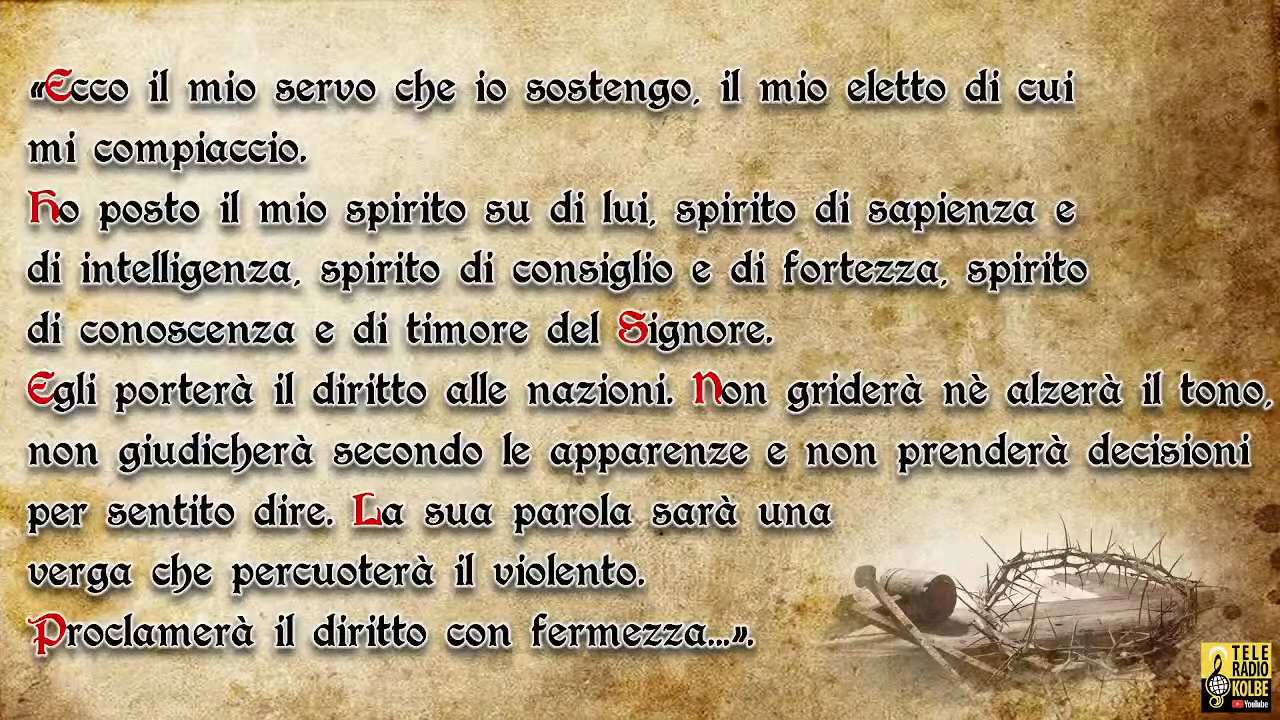 «Ecco il mio servo che io sostengo, il mio eletto di cui
mi compiaccio.
Ho posto il mio spirito su di lui, spirito di sapienza e
di intelligenza, spirito di consiglio e di fortezza, spirito
di conoscenza e di timore del Signore.
Egli porterà il diritto alle nazioni. Non griderà nè alzerà il tono,
non giudicherà secondo le apparenze e non prenderà decisioni
per sentito dire. La sua parola sarà una
verga che percuoterà il violento.
Proclamerà il diritto con fermezza...».
TELE
RADIO
KOLBE
YouTube